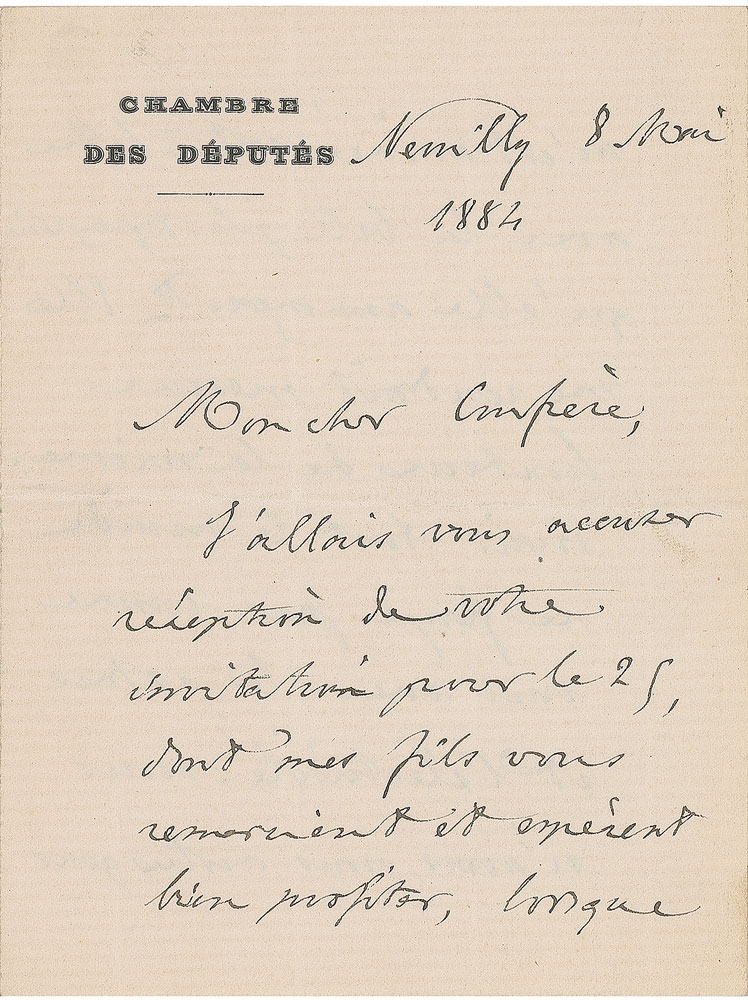 CHAMBRE
DES DÉPUTÉS
Neuilly 8 Mai
1884
Mon cher Confrère,
J'allais vous accuser
réception de votre
invitation pour le 25,
dont mes fils vous
remercient et espèrent
bien profiter, lorsque